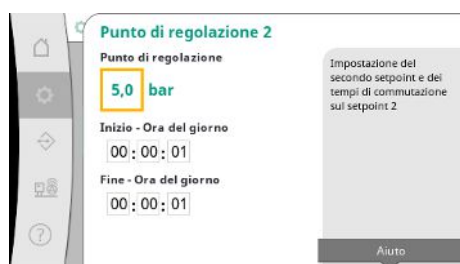 Punto di regolazione 2
Punto di regolazione
5,0 bar
Inizio - Ora del giorno
00 : 00 : 01
Fine - Ora del giorno
00 : 00 : 01
Impostazione del
secondo setpoint e dei
tempi di commutazione
sul setpoint 2
Aiuto